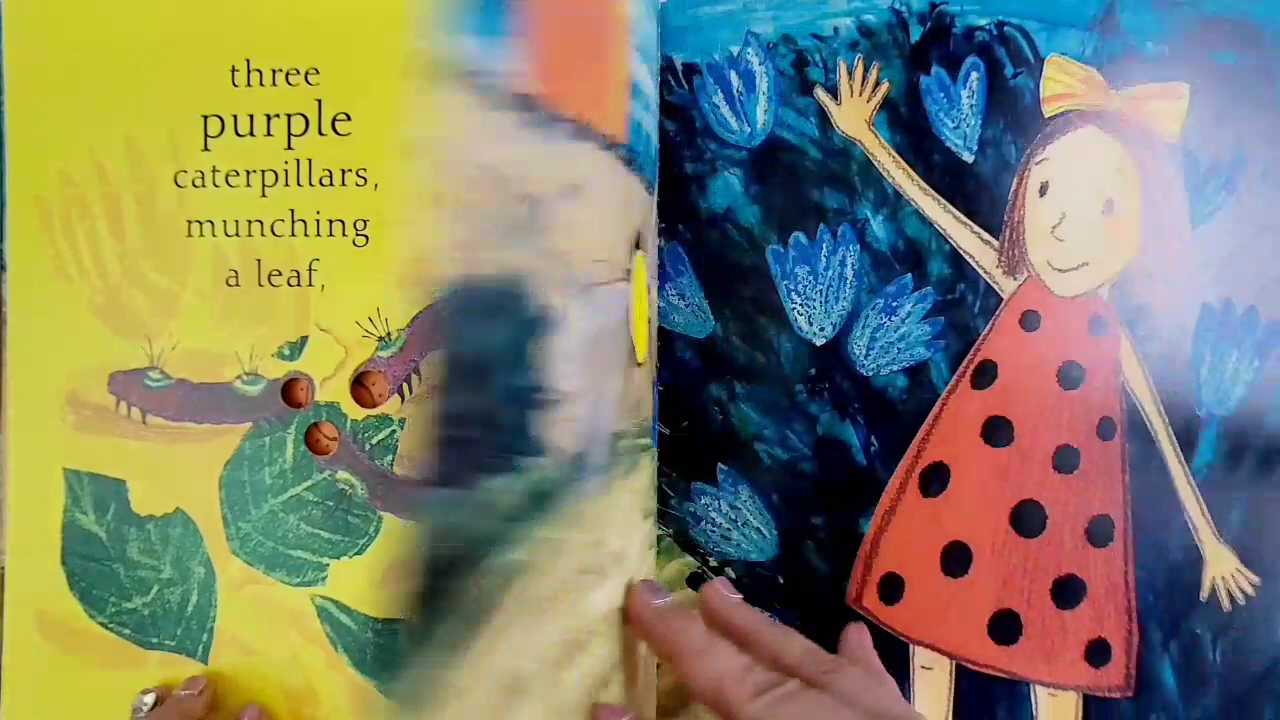 three
purple
caterpillars,
munching
a leaf,